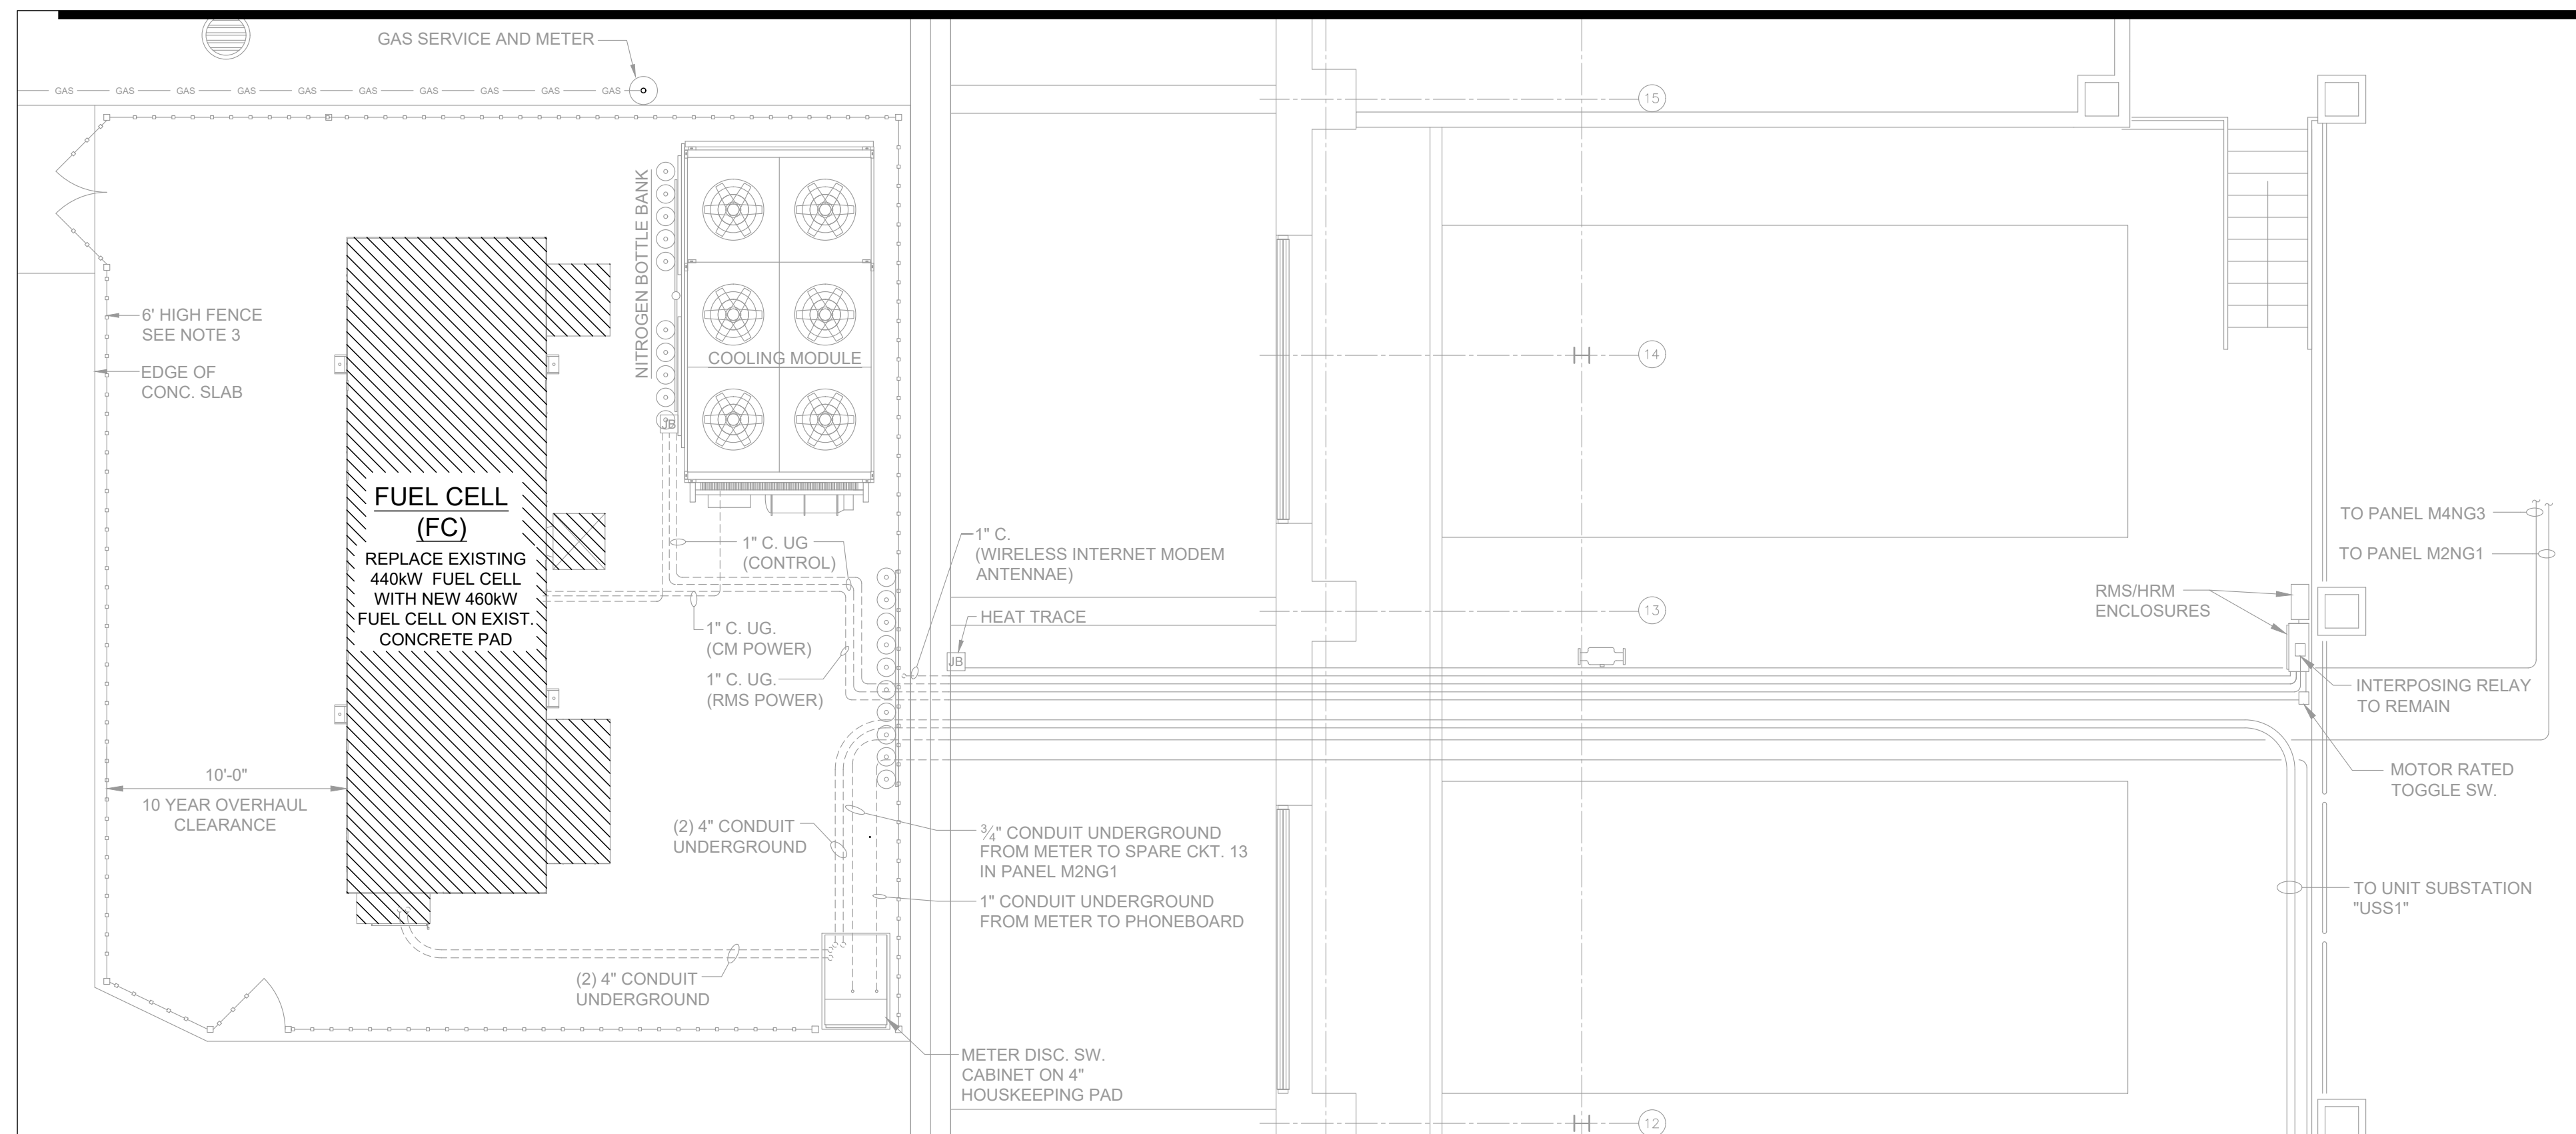 GAS SERVICE AND METER
GAS GAS GAS GAS GAS GAS GAS GAS GAS GAS
15
NITROGEN BOTTLE BANK
6' HIGH FENCE
SEE NOTE 3
COOLING MODULE
14
EDGE OF
CONC. SLAB
JB
FUEL CELL
(FC)
REPLACE EXISTING
440kW FUEL CELL
WITH NEW 460kW
FUEL CELL ON EXIST.
CONCRETE PAD
1" C. UG
(CONTROL)
1" C.
(WIRELESS INTERNET MODEM
ANTENNAE)
TO PANEL M4NG3
TO PANEL M2NG1
RMS/HRM
ENCLOSURES
13
HEAT TRACE
JB
1" C. UG.
(CM POWER)
1" C. UG.
(RMS POWER)
INTERPOSING RELAY
TO REMAIN
MOTOR RATED
TOGGLE SW.
10'-0"
10 YEAR OVERHAUL
CLEARANCE
(2) 4" CONDUIT
UNDERGROUND
¾" CONDUIT UNDERGROUND
FROM METER TO SPARE CKT. 13
IN PANEL M2NG1
1" CONDUIT UNDERGROUND
FROM METER TO PHONEBOARD
TO UNIT SUBSTATION
"USS1"
(2) 4" CONDUIT
UNDERGROUND
METER DISC. SW.
CABINET ON 4"
HOUSKEEPING PAD
12